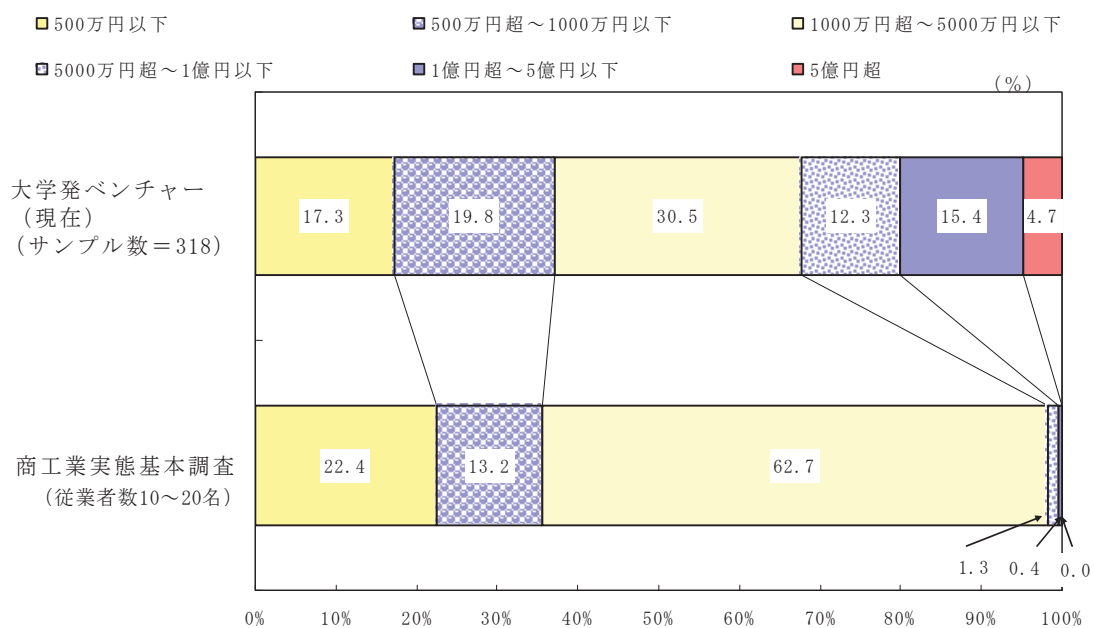 500万円以下
500万円超～1000万円以下
1000万円超～5000万円以下
5000万円超～1億円以下
1億円超～5億円以下
5億円超
(%)
大学発ベンチャー
（現在）
（サンプル数＝318）
17.3
19.8
30.5
12.3
15.4
4.7
商工業実態基本調査
（従業者数10～20名）
22.4
13.2
62.7
1.3
0.4
0.0
0%
10%
20%
30%
40%
50%
60%
70%
80%
90%
100%